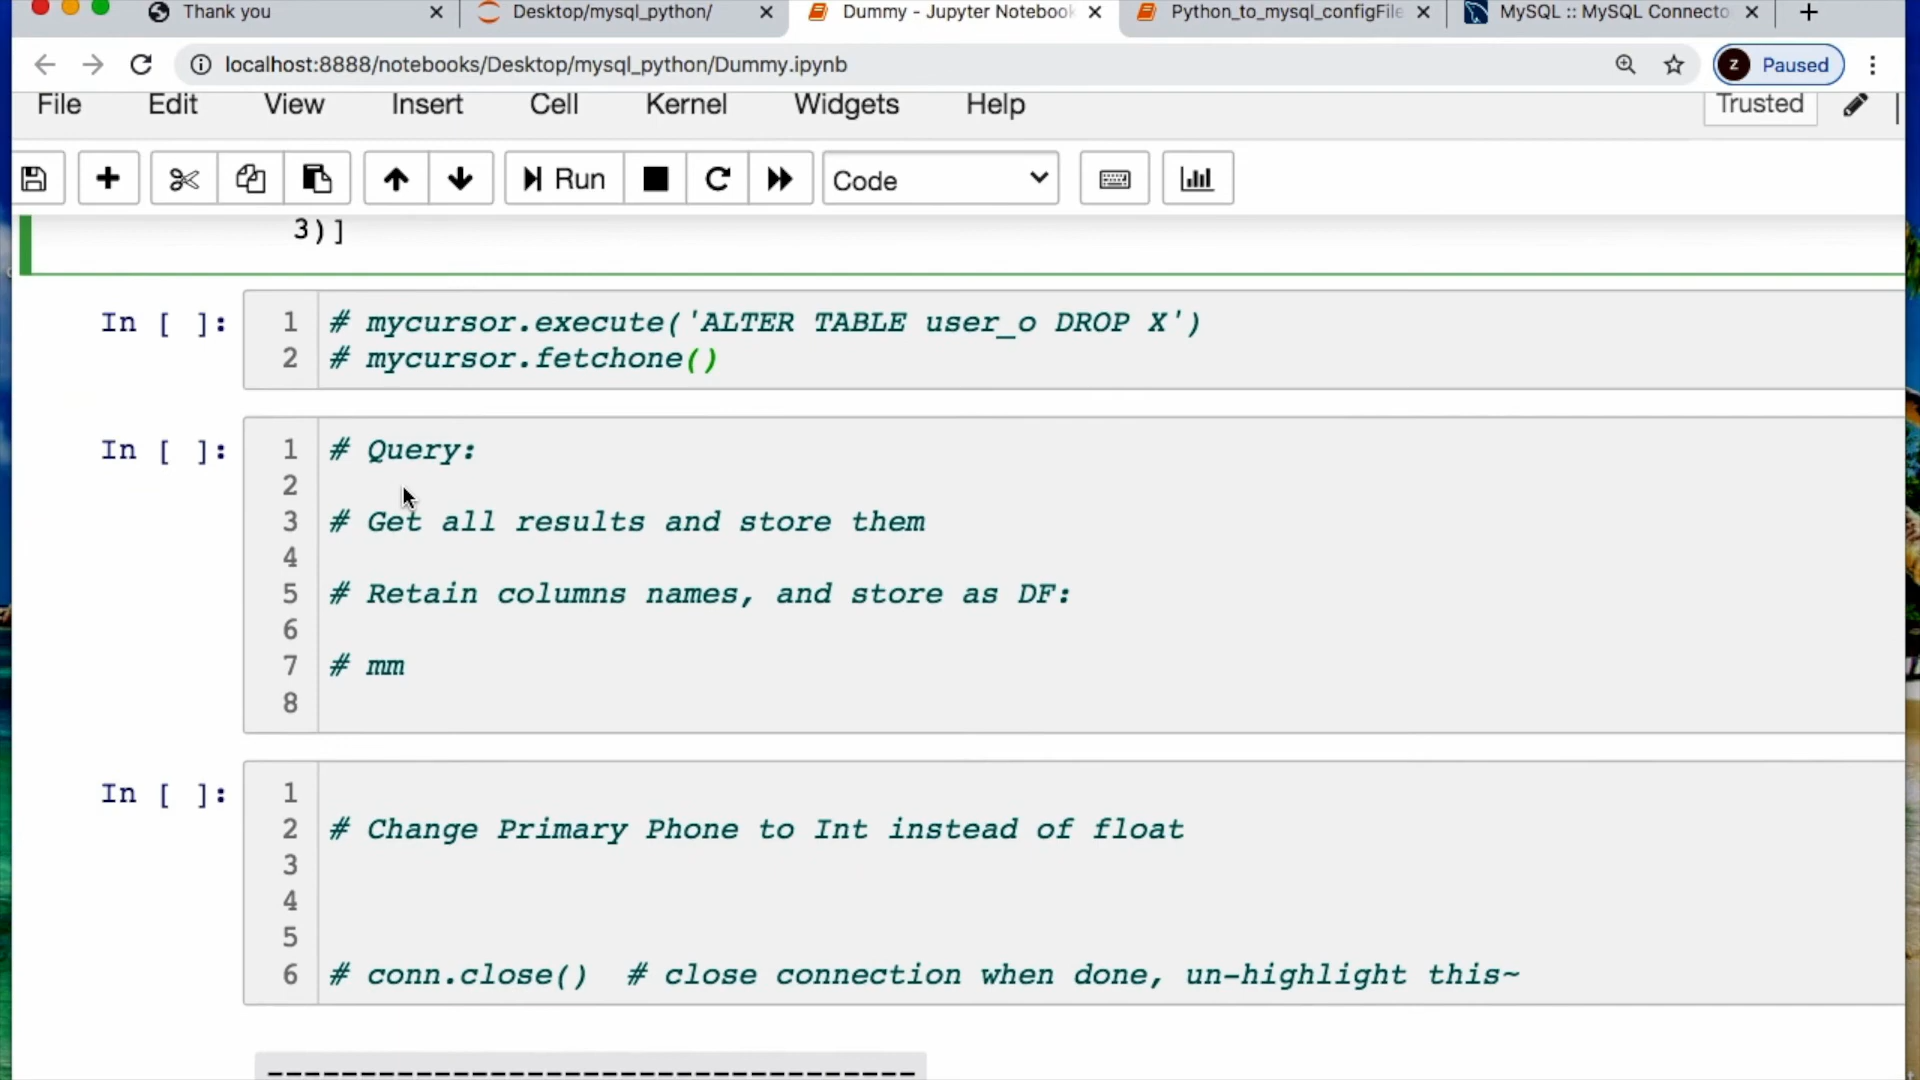 Thank you
Desktop/mysql_python/
Dummy - Jupyter Notebook
Python_to_mysql_configFile
MySQL :: MySQL Connecto
localhost:8888/notebooks/Desktop/mysql_python/Dummy.ipynb
z Paused
File Edit View Insert Cell Kernel Widgets Help Trusted
Run Code
3)]
In [ ]: 1 # mycursor.execute('ALTER TABLE user_o DROP X')
2 # mycursor.fetchone()
In [ ]: 1 # Query:
2
3 # Get all results and store them
4
5 # Retain columns names, and store as DF:
6
7 # mm
8
In [ ]: 1
2 # Change Primary Phone to Int instead of float
3
4
5
6 # conn.close() # close connection when done, un-highlight this~
-----------------------------------